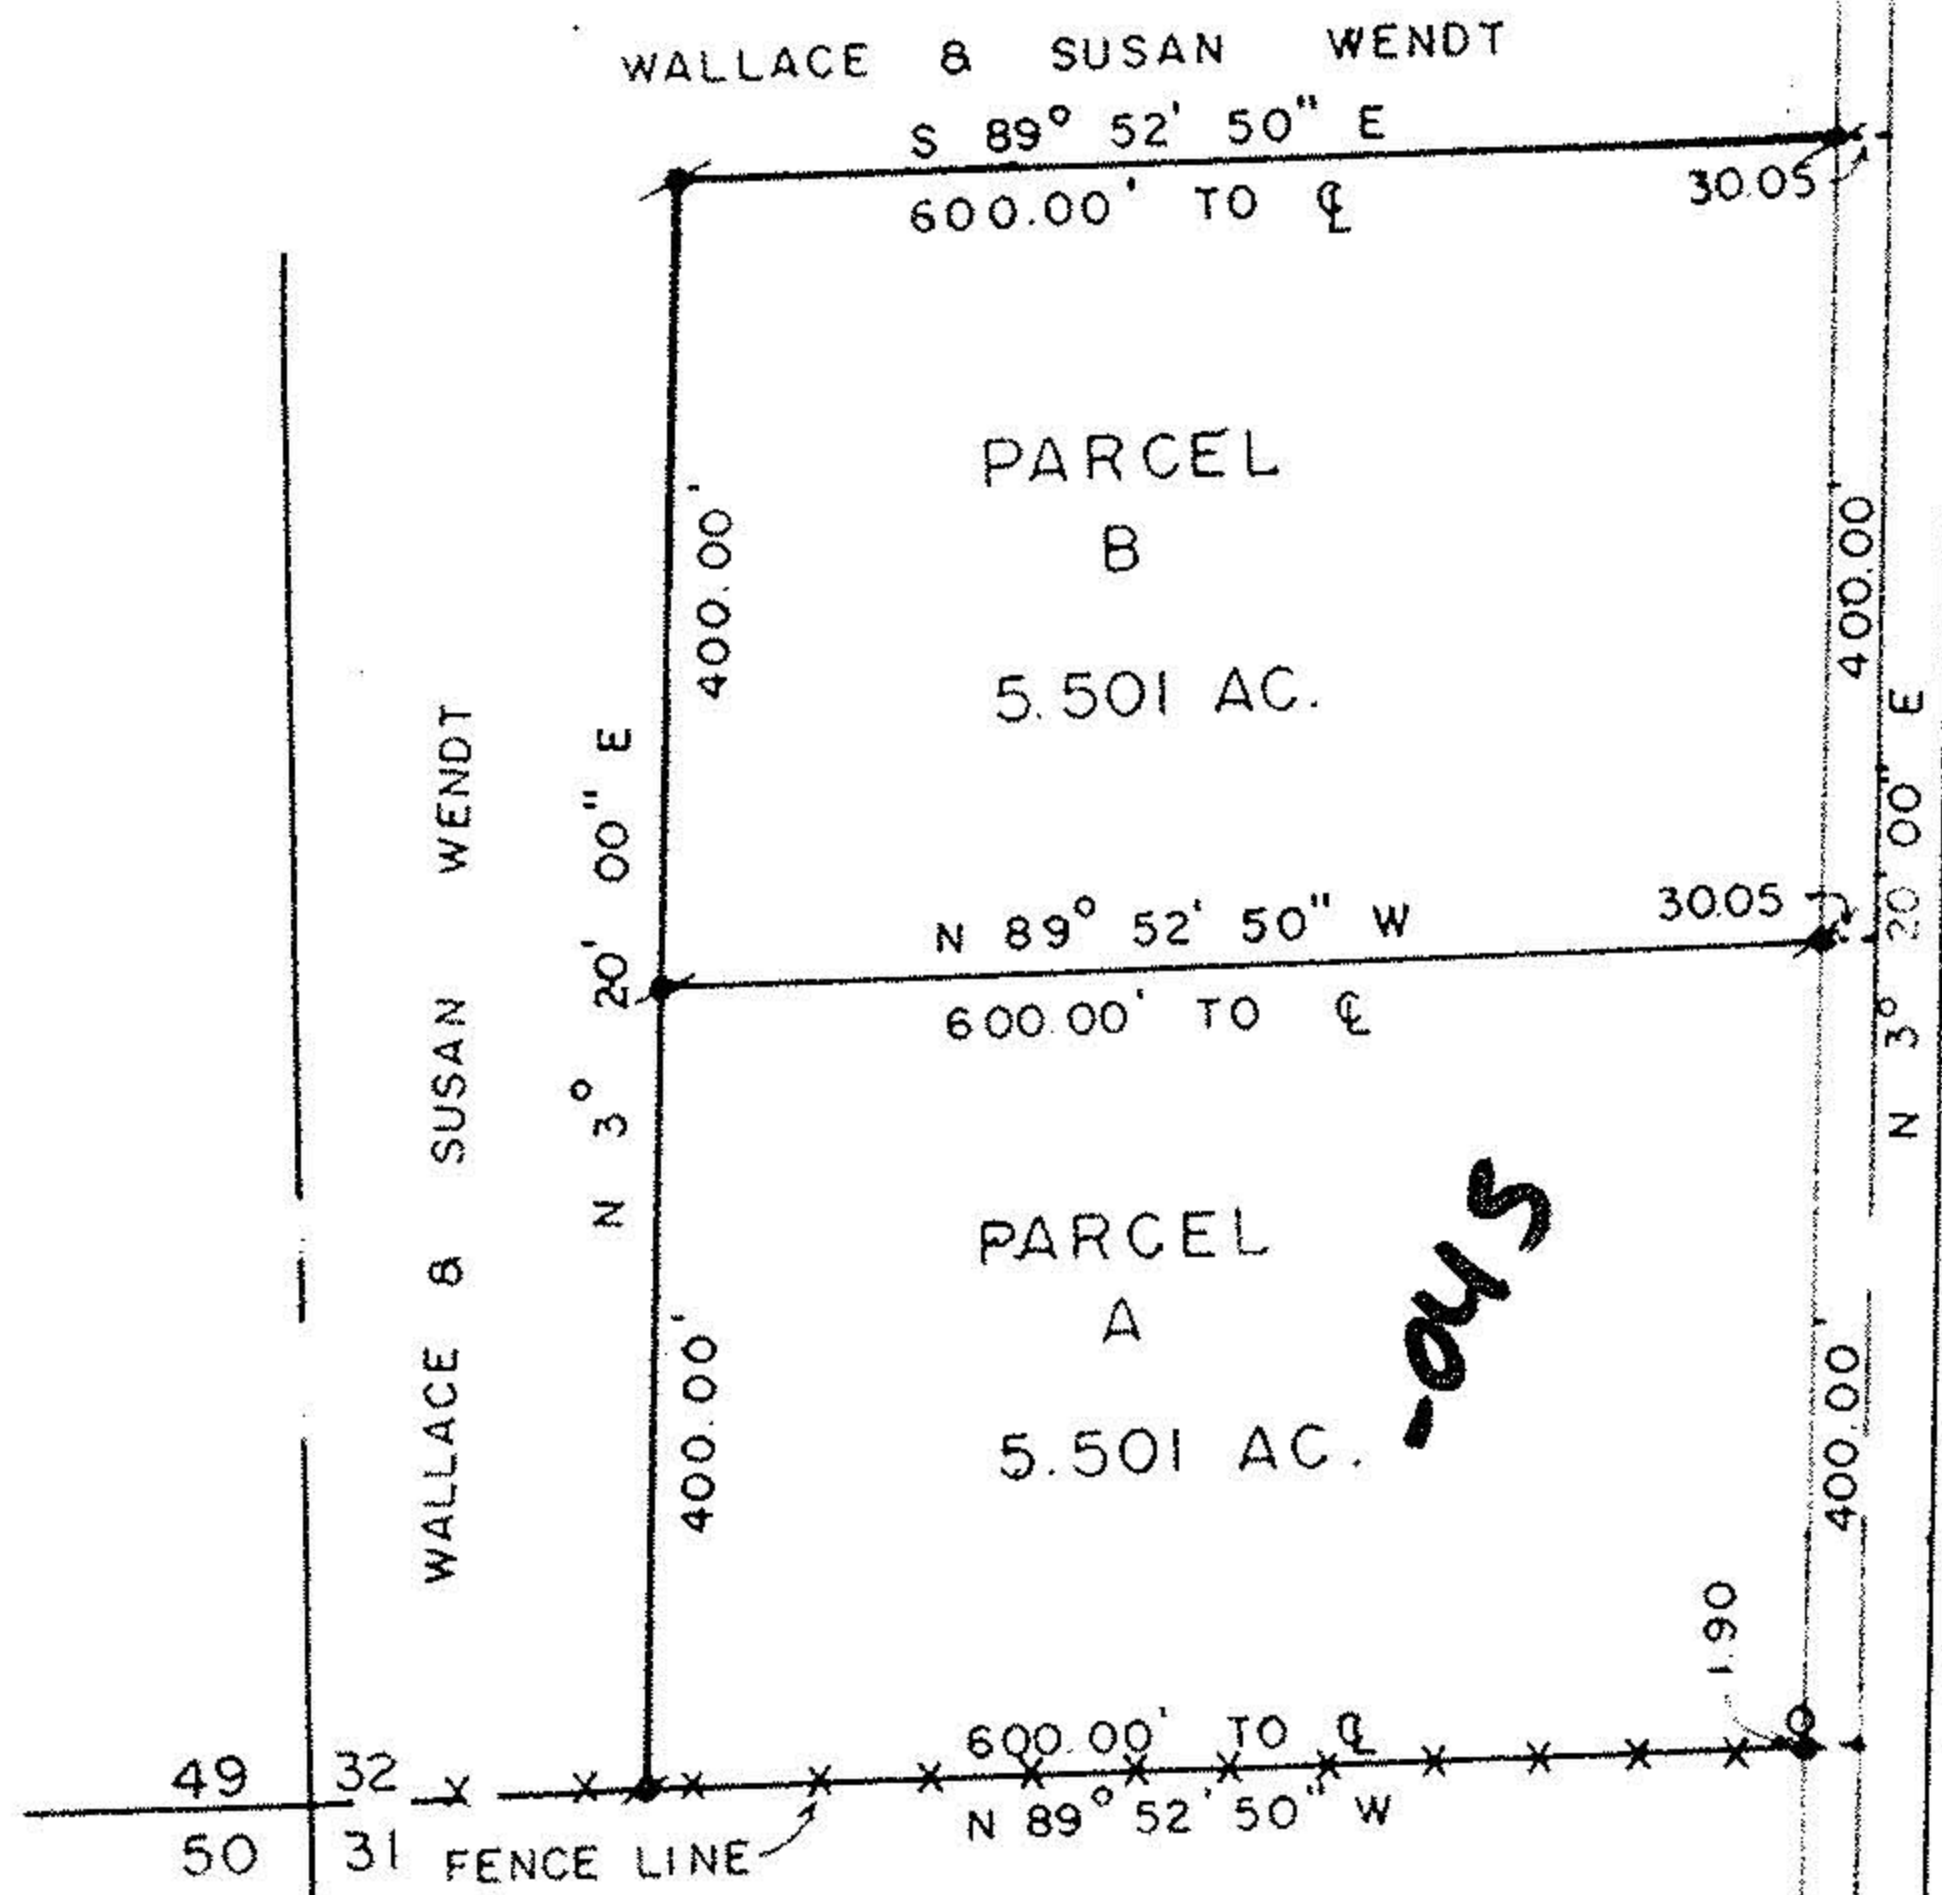 WALLACE & SUSAN WENDT
S 89° 52' 50" E
600.00' TO ℄
30.05
PARCEL
B
5.501 AC.
400.00'
400.00'
WALLACE & SUSAN WENDT
N 3° 20' 00" E
N 3° 20' 00" E
N 89° 52' 50" W
30.05
600.00' TO ℄
PARCEL
A
5.501 AC.
400.00'
400.00'
1.90
600.00' TO ℄
N 89° 52' 50" W
49 32
50 31
FENCE LINE